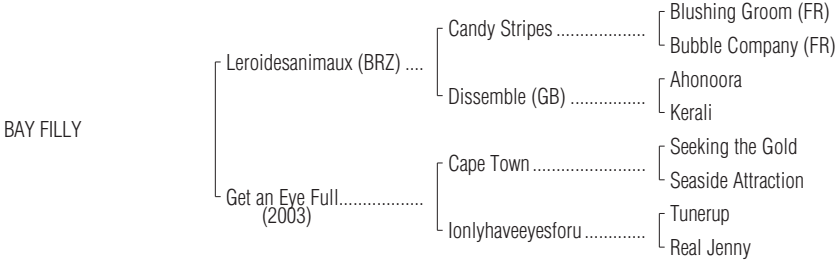 Blushing Groom (FR)
Candy Stripes ...................
Bubble Company (FR)
Leroidesanimaux (BRZ) ....
Ahonoora
Dissemble (GB) ................
Kerali
BAY FILLY
Seeking the Gold
Cape Town ........................
Seaside Attraction
Get an Eye Full..................
(2003)
Tunerup
Ionlyhaveeyesforu .............
Real Jenny